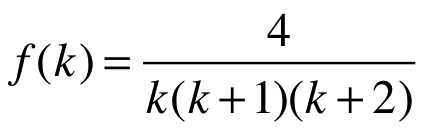 f(k) = 4 / k(k+1)(k+2)